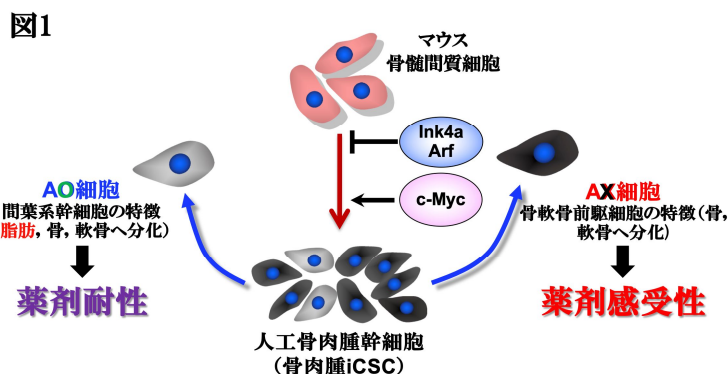 図1
マウス
骨髄間質細胞
Ink4a
Arf
c-Myc
AO細胞
間葉系幹細胞の特徴
脂肪, 骨, 軟骨へ分化)
薬剤耐性
AX細胞
骨軟骨前駆細胞の特徴(骨,
軟骨へ分化)
薬剤感受性
人工骨肉腫幹細胞
(骨肉腫iCSC)